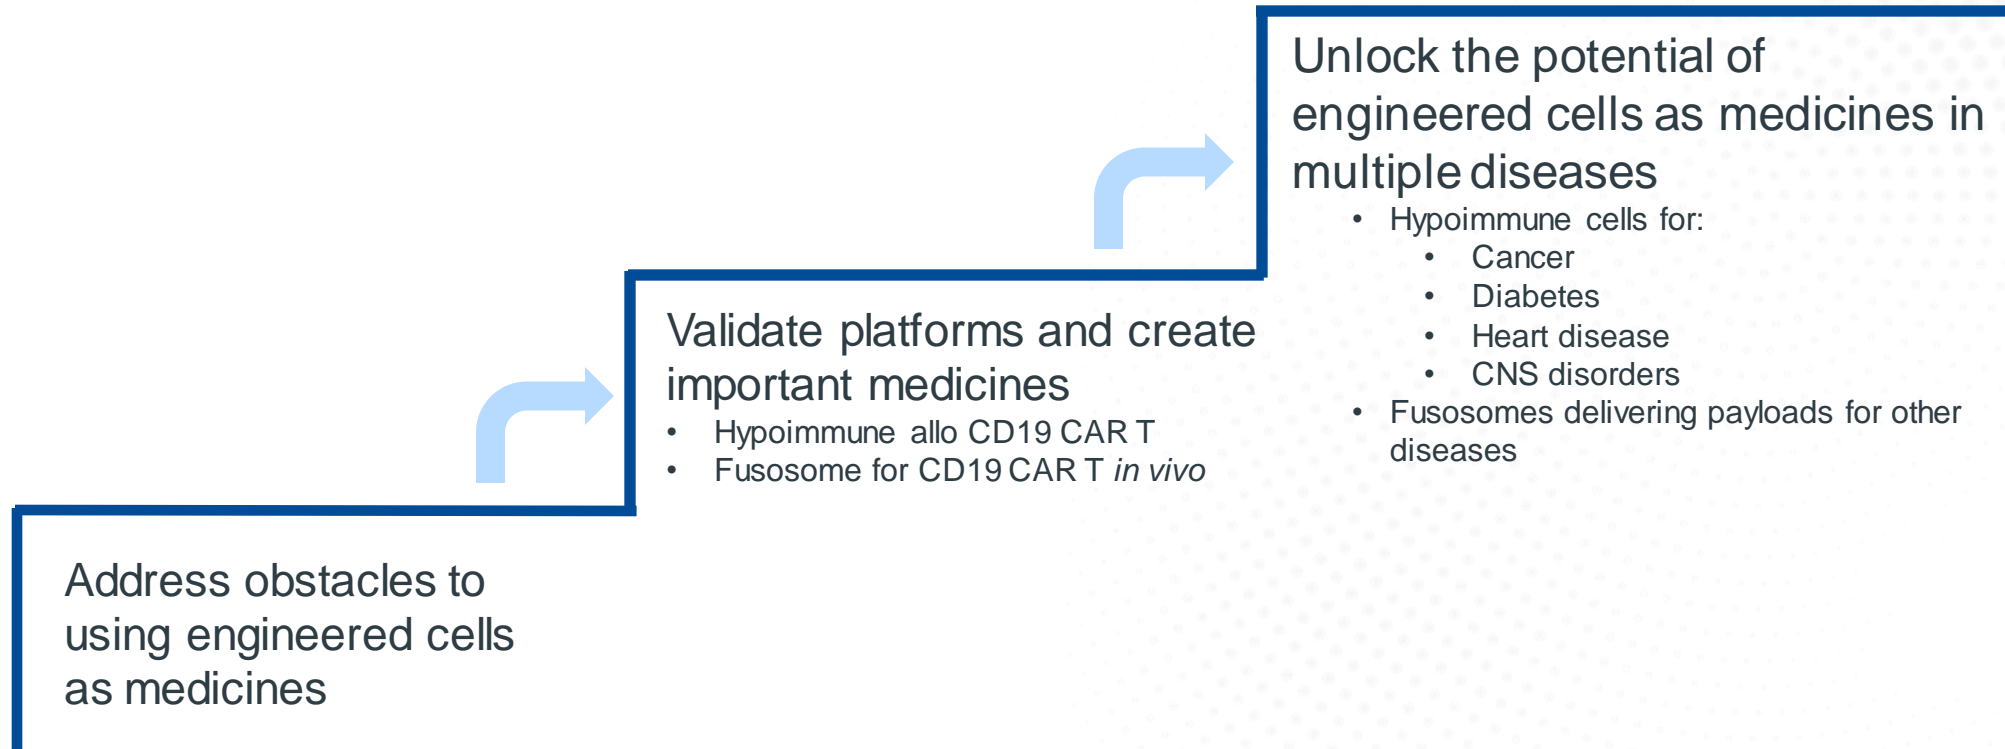 Unlock the potential of
engineered cells as medicines in
multiple diseases
• Hypoimmune cells for:
• Cancer
• Diabetes
• Heart disease
• CNS disorders
• Fusosomes delivering payloads for other
diseases
Validate platforms and create
important medicines
• Hypoimmune allo CD19 CAR T
• Fusosome for CD19 CAR T in vivo
Address obstacles to
using engineered cells
as medicines